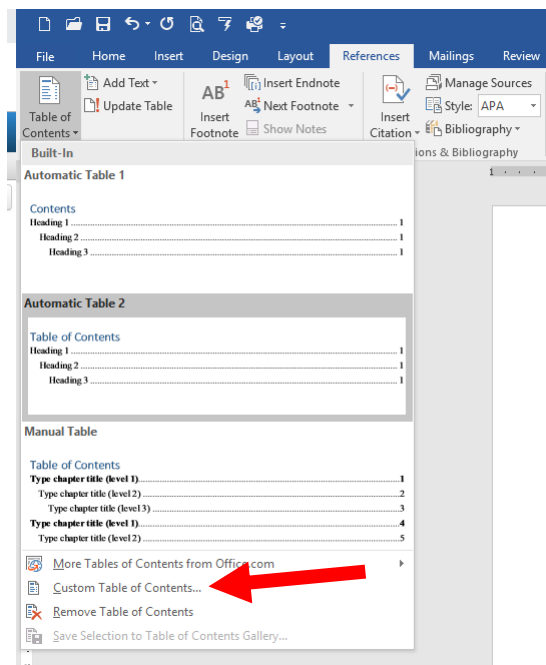 File Home Insert Design Layout References Mailings Review
Add Text
Update Table
Table of
Contents
AB1
Insert
Footnote
[i] Insert Endnote
AB1 Next Footnote
Show Notes
Insert
Citation
Manage Sources
Style: APA
Bibliography
ions & Bibliography
Built-In
1
Automatic Table 1
Contents
Heading 1 1
Heading 2 1
Heading 3 1
Automatic Table 2
Table of Contents
Heading 1 1
Heading 2 1
Heading 3 1
Manual Table
Table of Contents
Type chapter title (level 1) 1
Type chapter title (level 2) 2
Type chapter title (level 3) 3
Type chapter title (level 1) 4
Type chapter title (level 2) 5
More Tables of Contents from Office.com
Custom Table of Contents...
Remove Table of Contents
Save Selection to Table of Contents Gallery...